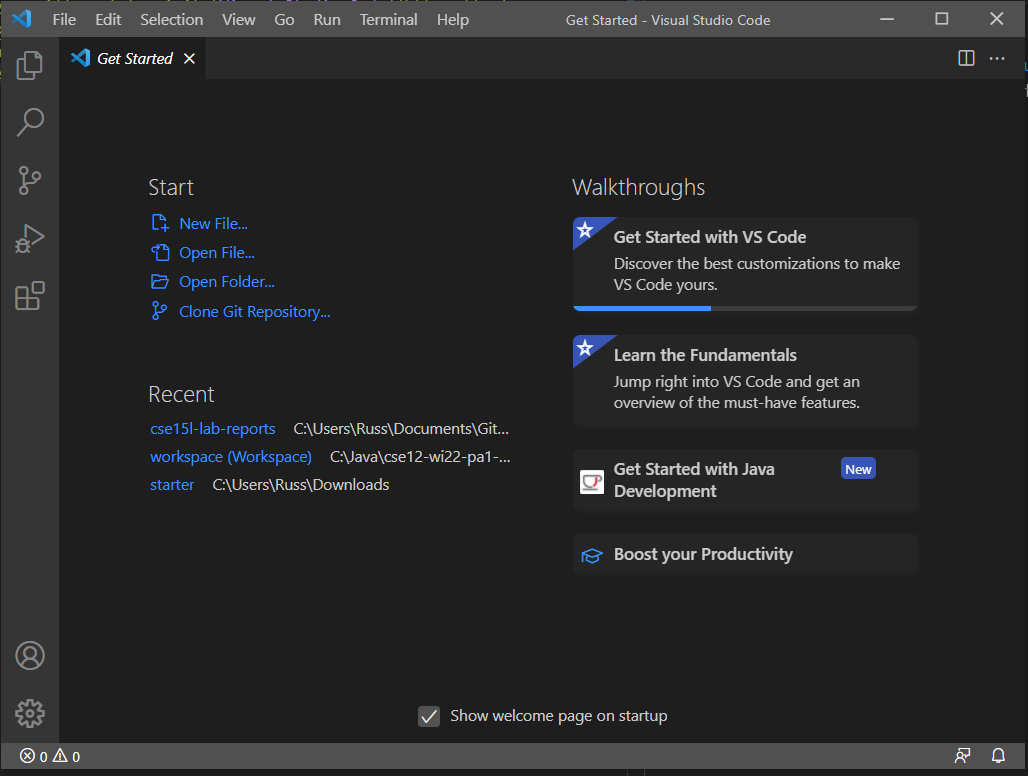 File Edit Selection View Go Run Terminal Help Get Started - Visual Studio Code
Get Started
Start
New File...
Open File...
Open Folder...
Clone Git Repository...
Recent
cse15l-lab-reports C:\Users\Russ\Documents\Git...
workspace (Workspace) C:\Java\cse12-wi22-pa1-...
starter C:\Users\Russ\Downloads
Walkthroughs
Get Started with VS Code
Discover the best customizations to make
VS Code yours.
Learn the Fundamentals
Jump right into VS Code and get an
overview of the must-have features.
Get Started with Java New
Development
Boost your Productivity
Show welcome page on startup
0 0